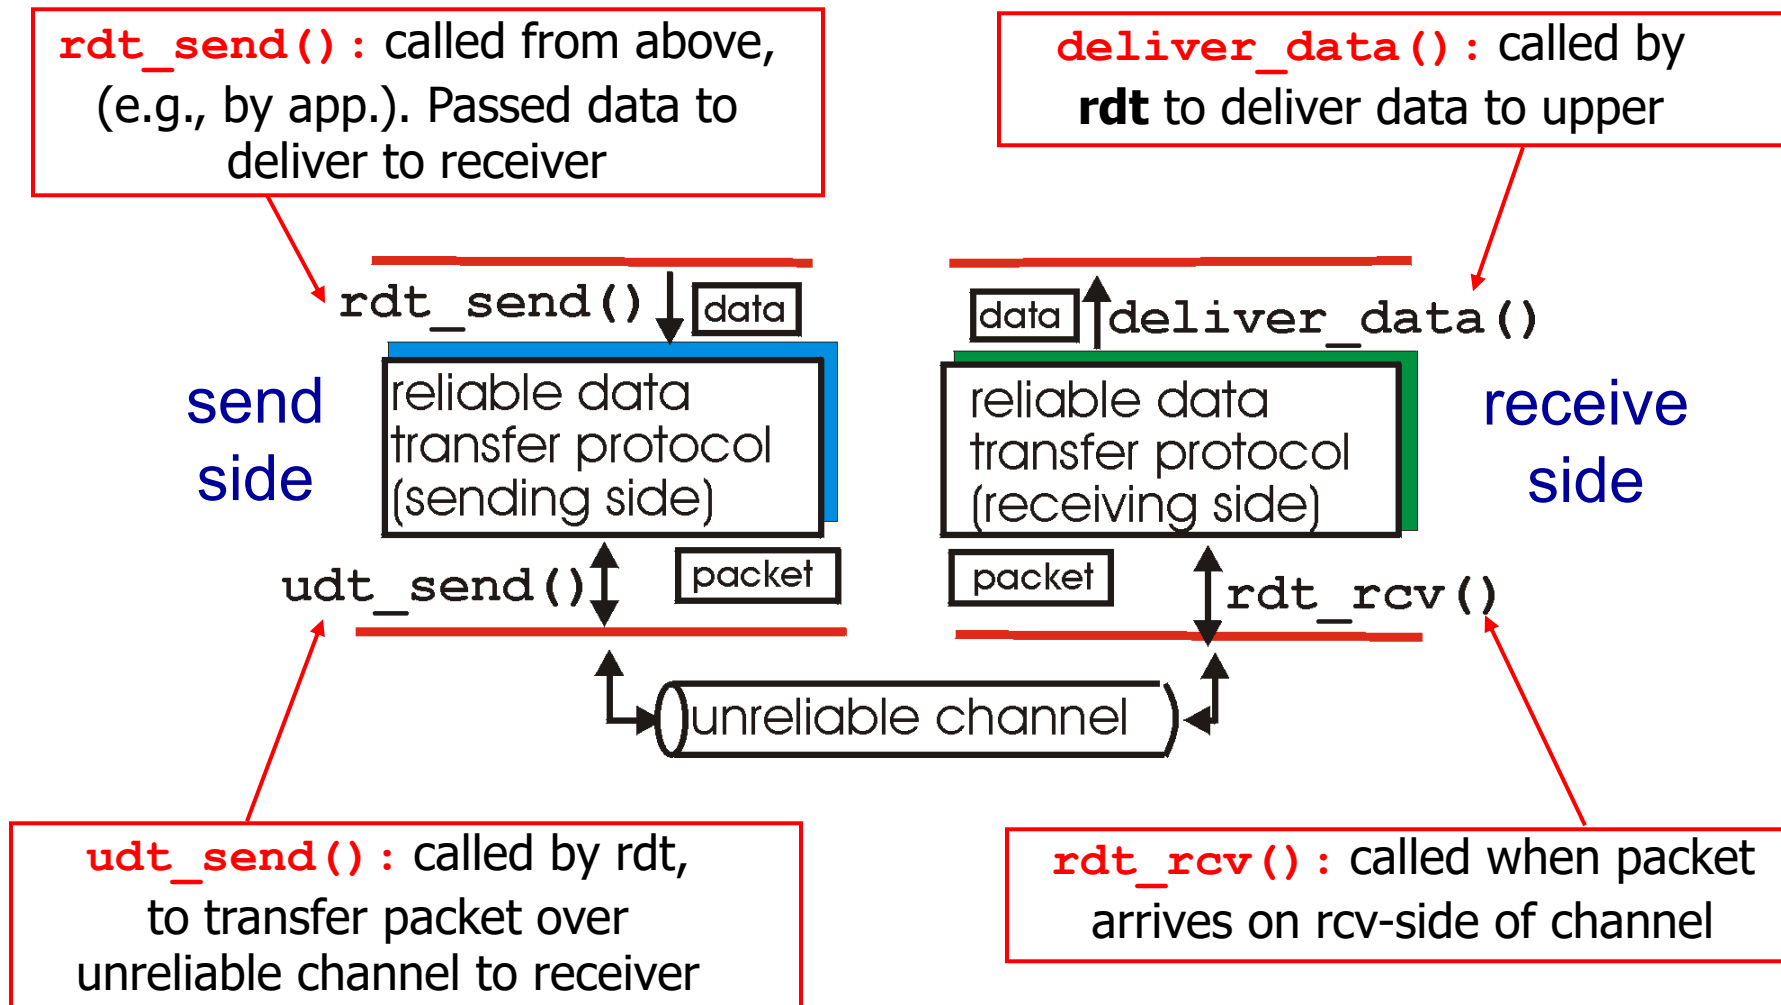 rdt_send(): called from above,
(e.g., by app.). Passed data to
deliver to receiver
deliver_data(): called by
rdt to deliver data to upper
rdt_send()
data
data
deliver_data()
send
side
reliable data
transfer protocol
(sending side)
reliable data
transfer protocol
(receiving side)
receive
side
udt_send()
packet
packet
rdt_rcv()
unreliable channel
udt_send(): called by rdt,
to transfer packet over
unreliable channel to receiver
rdt_rcv(): called when packet
arrives on rcv-side of channel